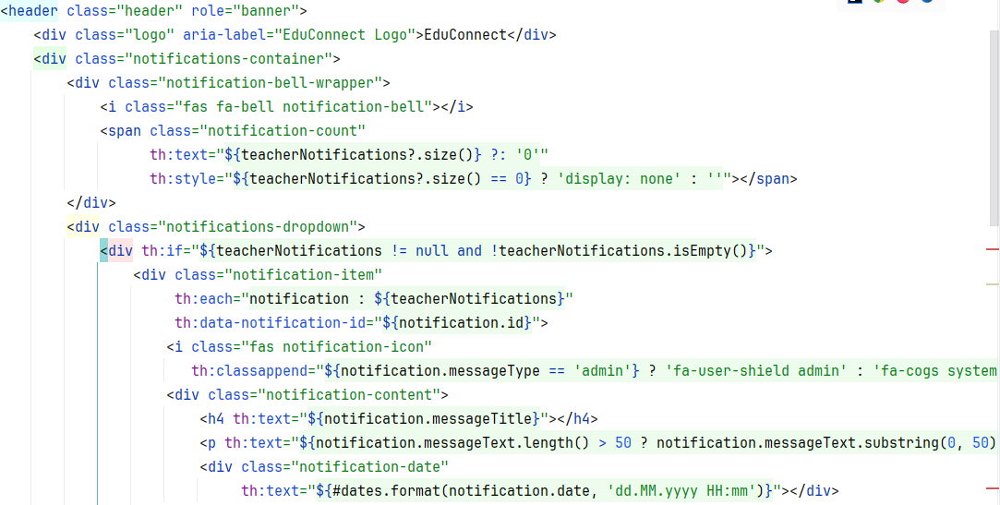 <header class="header" role="banner">
<div class="logo" aria-label="EduConnect Logo">EduConnect</div>
<div class="notifications-container">
<div class="notification-bell-wrapper">
<i class="fas fa-bell notification-bell"></i>
<span class="notification-count"
th:text="${teacherNotifications?.size()} ?: '0'"
th:style="${teacherNotifications?.size() == 0} ? 'display: none' : ''"></span>
</div>
<div class="notifications-dropdown">
<div th:if="${teacherNotifications != null and !teacherNotifications.isEmpty()}">
<div class="notification-item"
th:each="notification : ${teacherNotifications}"
th:data-notification-id="${notification.id}">
<i class="fas notification-icon"
th:classappend="${notification.messageType == 'admin'} ? 'fa-user-shield admin' : 'fa-cogs system
<div class="notification-content">
<h4 th:text="${notification.messageTitle}"></h4>
<p th:text="${notification.messageText.length() > 50 ? notification.messageText.substring(0, 50)
<div class="notification-date"
th:text="${#dates.format(notification.date, 'dd.MM.yyyy HH:mm')}"></div>